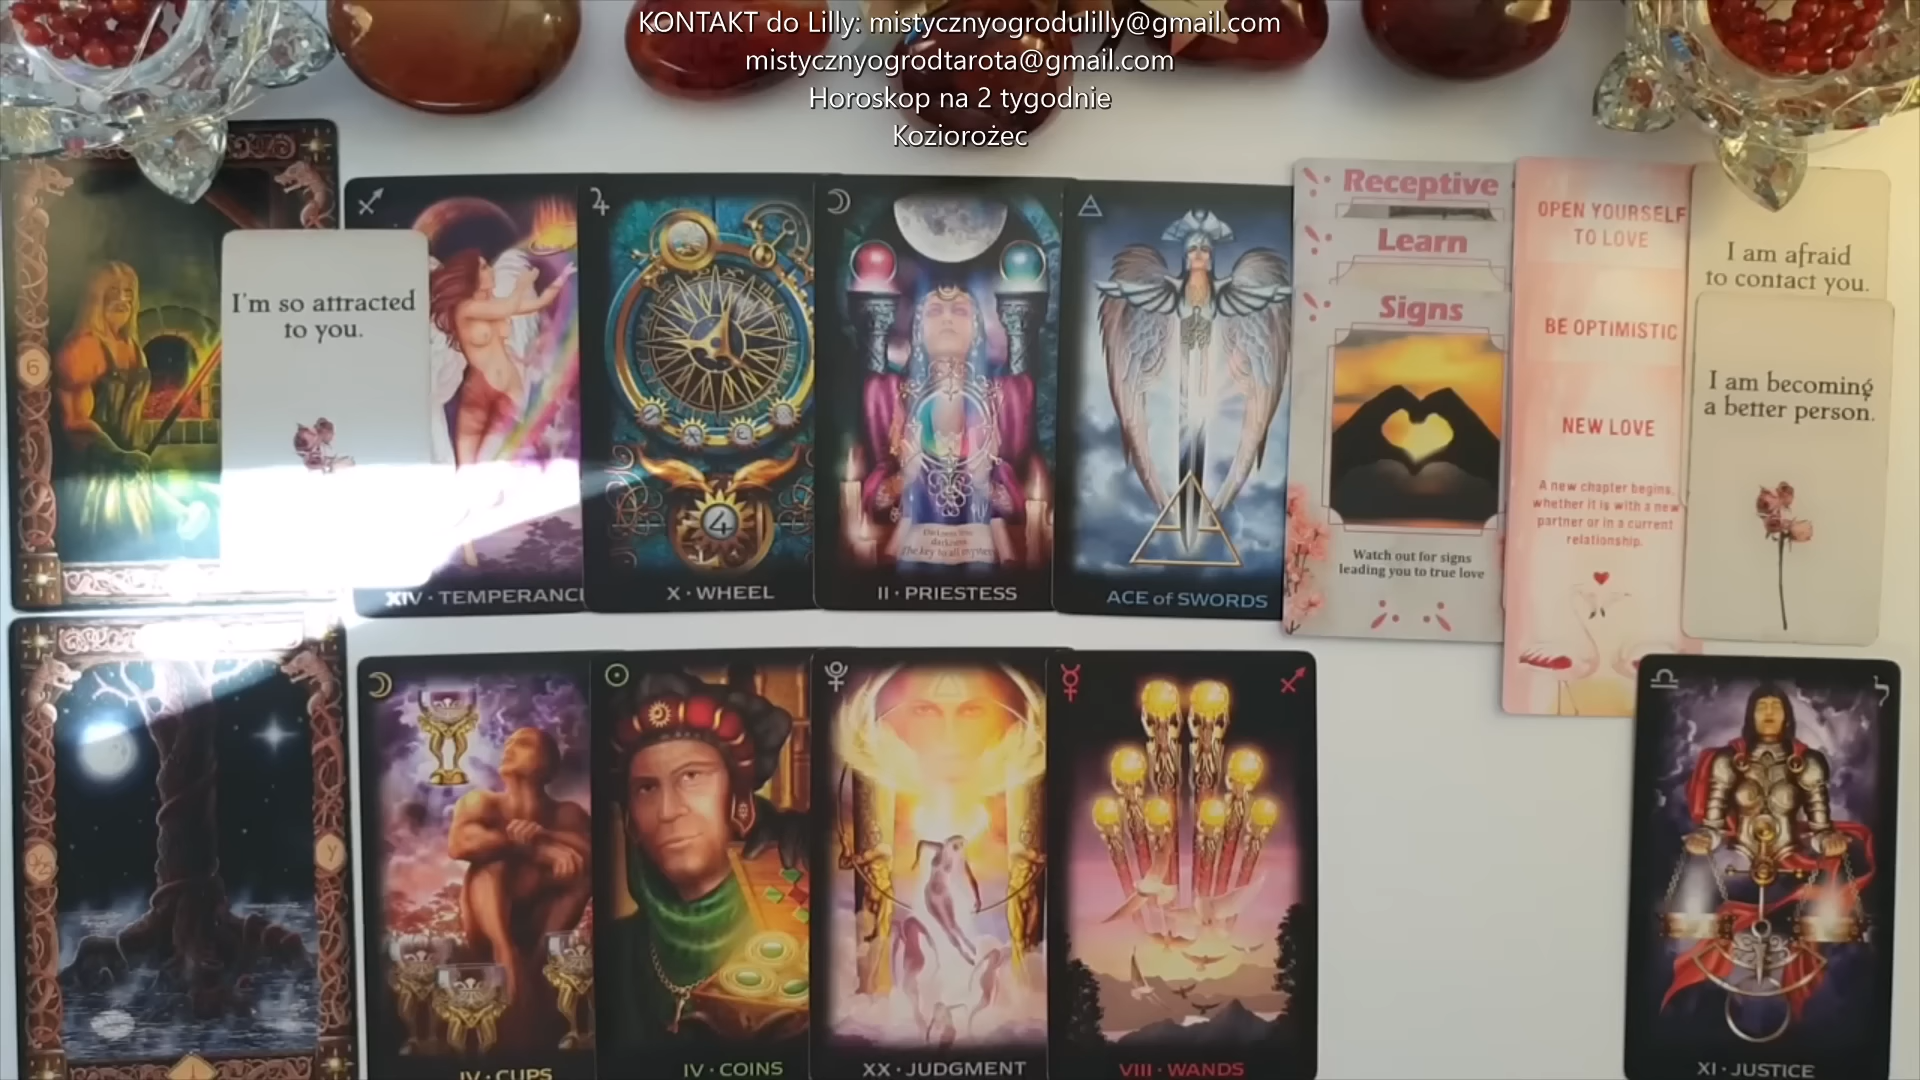 KONTAKT do Lilly: mistycznyogrodulilly@gmail.com
mistycznyogrodtarota@gmail.com
Horoskop na 2 tygodnie
Koziorożec
6
I'm so attracted
to you.
XIV · TEMPERANC
X · WHEEL
4
II · PRIESTESS
ACE of SWORDS
Receptive
Learn
Signs
Watch out for signs
leading you to true love
OPEN YOURSELF
TO LOVE
BE OPTIMISTIC
NEW LOVE
A new chapter begins,
whether it is with a new
partner or in a current
relationship.
I am afraid
to contact you.
I am becoming
a better person.
IV · CUPS
IV · COINS
XX · JUDGMENT
VIII · WANDS
XI · JUSTICE